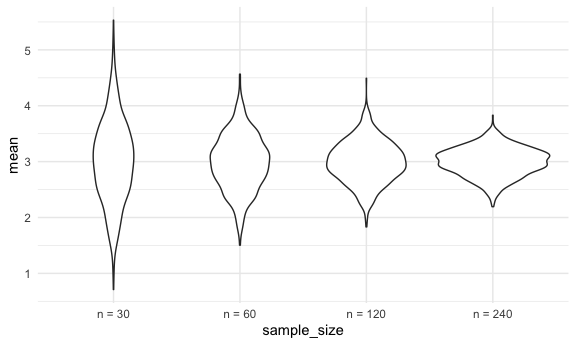 5
4
3
2
1
mean
n = 30
n = 60
n = 120
n = 240
sample_size